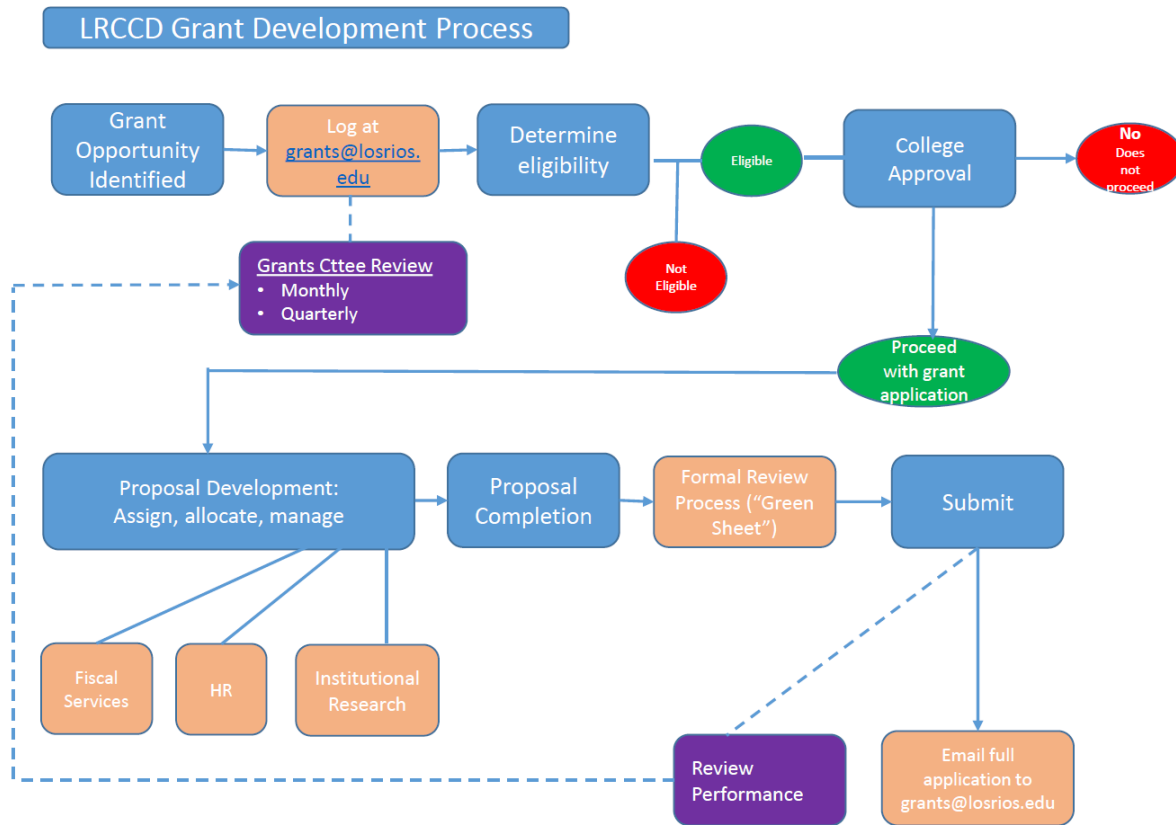 LRCCD Grant Development Process
Grant
Opportunity
Identified
Log at
grants@losrios.
edu
Determine
eligibility
Eligible
College
Approval
No
Does
not
proceed
Grants Cttee Review
• Monthly
• Quarterly
Not
Eligible
Proceed
with grant
application
Proposal Development:
Assign, allocate, manage
Proposal
Completion
Formal Review
Process (“Green
Sheet”)
Submit
Fiscal
Services
HR
Institutional
Research
Review
Performance
Email full
application to
grants@losrios.edu